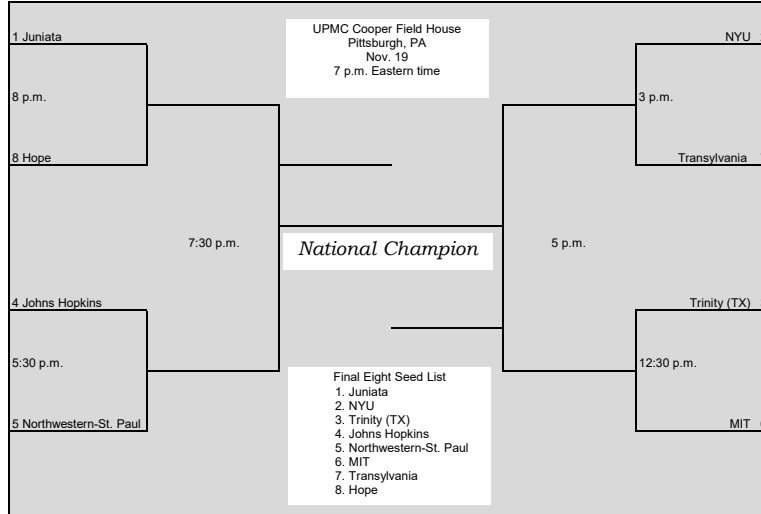 UPMC Cooper Field House
Pittsburgh, PA
Nov. 19
7 p.m. Eastern time
1 Juniata
NYU
8 p.m.
3 p.m.
8 Hope
Transylvania
7:30 p.m.
National Champion
5 p.m.
4 Johns Hopkins
Trinity (TX)
5:30 p.m.
12:30 p.m.
5 Northwestern-St. Paul
MIT
Final Eight Seed List
1. Juniata
2. NYU
3. Trinity (TX)
4. Johns Hopkins
5. Northwestern-St. Paul
6. MIT
7. Transylvania
8. Hope